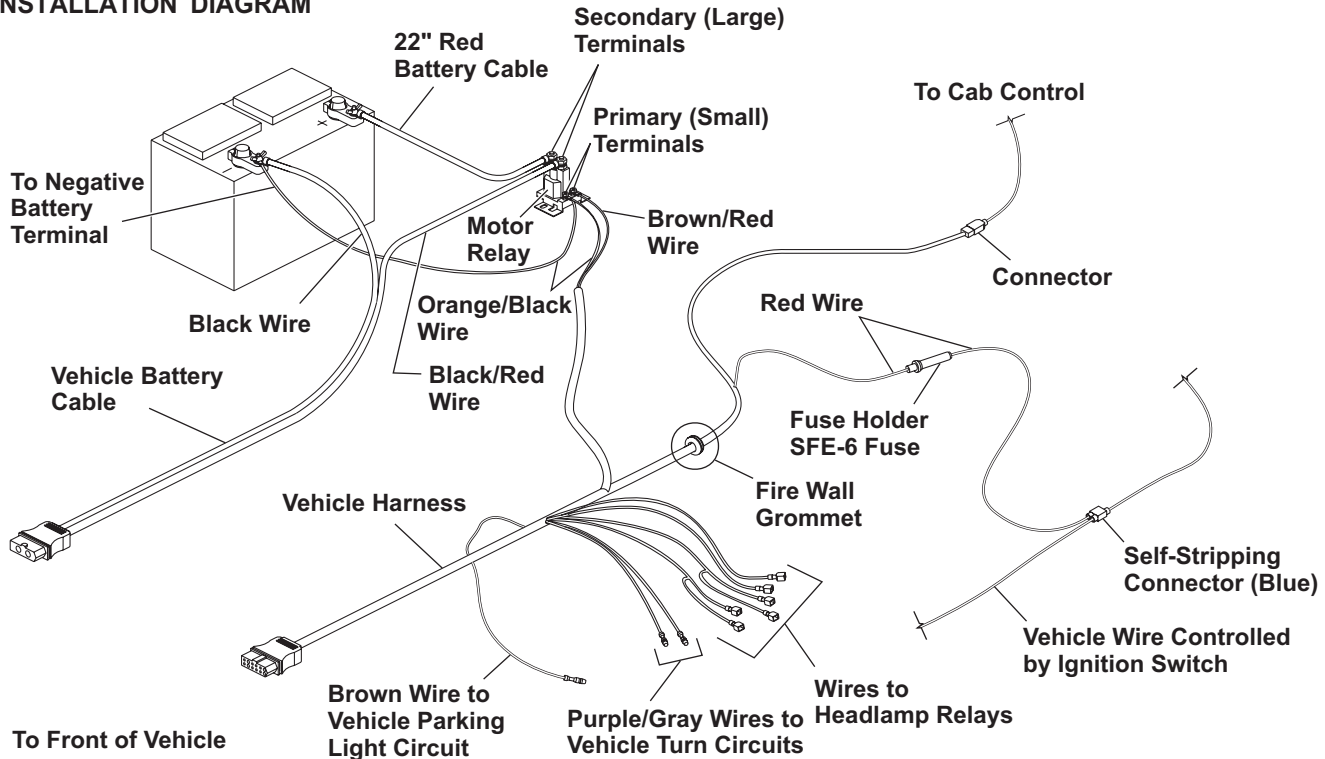 NSTALLATION DIAGRAM
Secondary (Large)
Terminals
22" Red
Battery Cable
To Cab Control
Primary (Small)
Terminals
+
-
To Negative
Battery
Terminal
Motor
Relay
Brown/Red
Wire
Connector
Black Wire
Orange/Black
Wire
Red Wire
Vehicle Battery
Cable
Black/Red
Wire
Fuse Holder
SFE-6 Fuse
Vehicle Harness
Fire Wall
Grommet
Self-Stripping
Connector (Blue)
Vehicle Wire Controlled
by Ignition Switch
Brown Wire to
Vehicle Parking
Light Circuit
Purple/Gray Wires to
Vehicle Turn Circuits
Wires to
Headlamp Relays
To Front of Vehicle